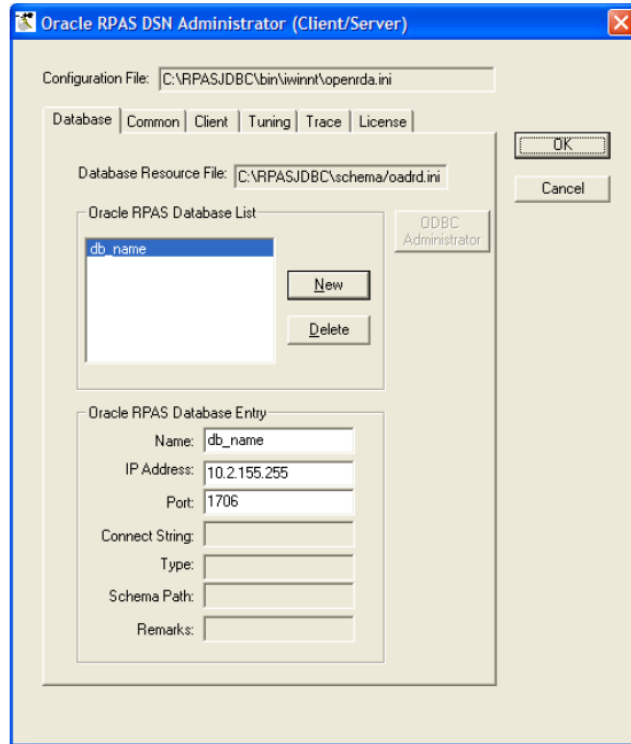 Oracle RPAS DSN Administrator (Client/Server)
Configuration File: C:\RPASJDBC\bin\iwinnt\openrda.ini
Database Common Client Tuning Trace License
OK
Database Resource File: C:\RPASJDBC\schema/oadrd.ini
Cancel
Oracle RPAS Database List
ODBC
Administrator
db_name
New
Delete
Oracle RPAS Database Entry
Name: db_name
IP Address: 10.2.155.255
Port: 1706
Connect String:
Type:
Schema Path:
Remarks: